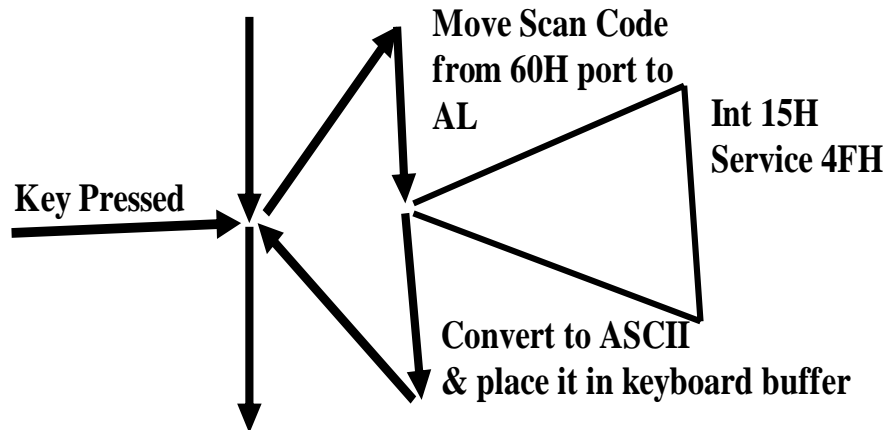 Move Scan Code
from 60H port to
AL
Int 15H
Service 4FH
Key Pressed
Convert to ASCII
& place it in keyboard buffer